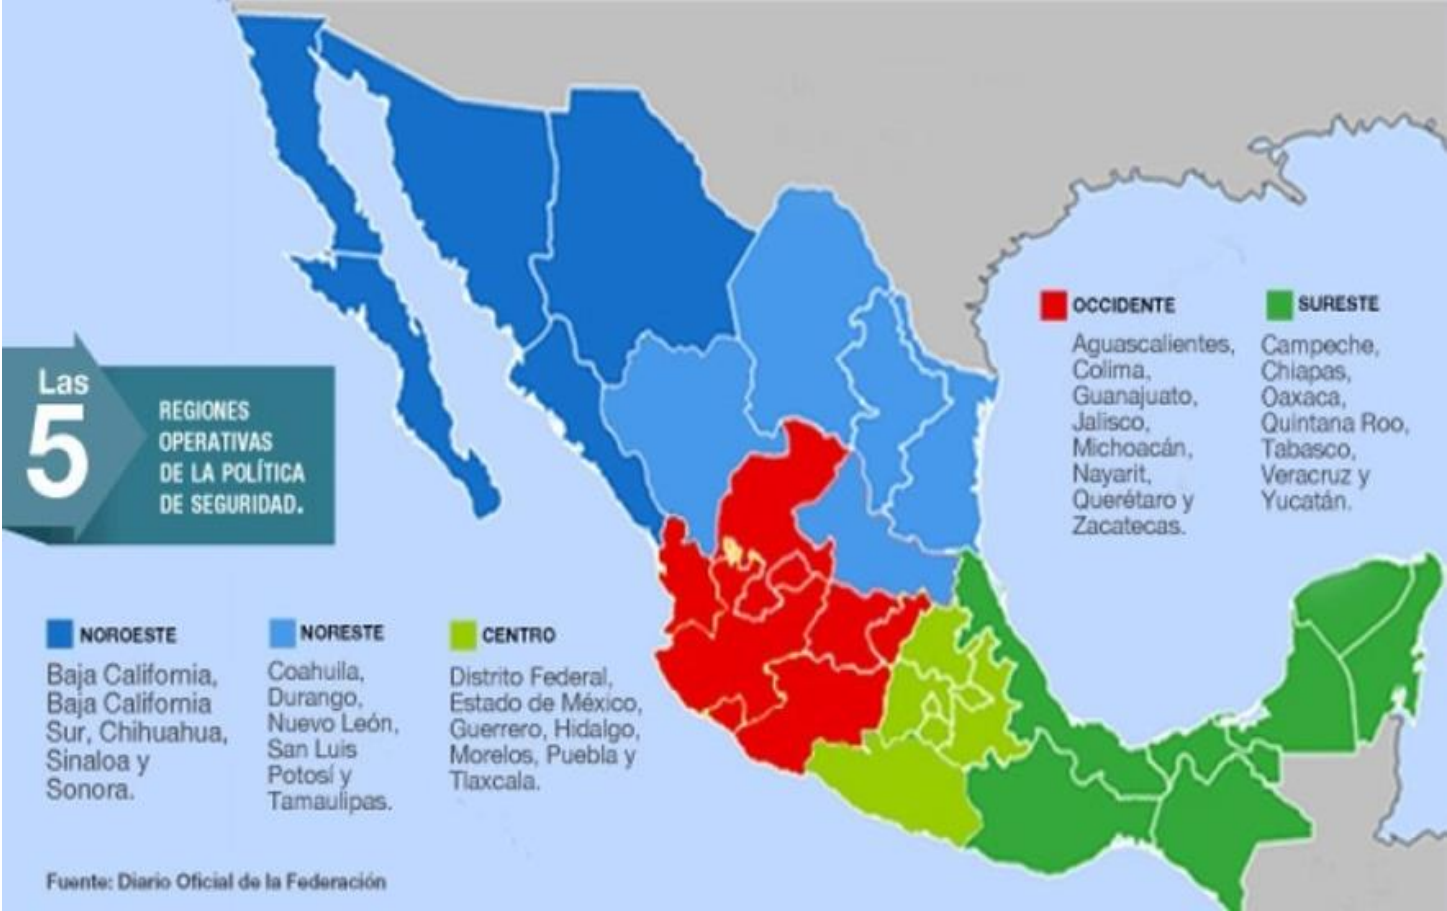 Las
5
REGIONES
OPERATIVAS
DE LA POLÍTICA
DE SEGURIDAD.
OCCIDENTE
Aguascalientes,
Colima,
Guanajuato,
Jalisco,
Michoacán,
Nayarit,
Querétaro y
Zacatecas.
SURESTE
Campeche,
Chiapas,
Oaxaca,
Quintana Roo,
Tabasco,
Veracruz y
Yucatán.
NOROESTE
Baja California,
Baja California
Sur, Chihuahua,
Sinaloa y
Sonora.
NORESTE
Coahuila,
Durango,
Nuevo León,
San Luis
Potosí y
Tamaulipas.
CENTRO
Distrito Federal,
Estado de México,
Guerrero, Hidalgo,
Morelos, Puebla y
Tlaxcala.
Fuente: Diario Oficial de la Federación